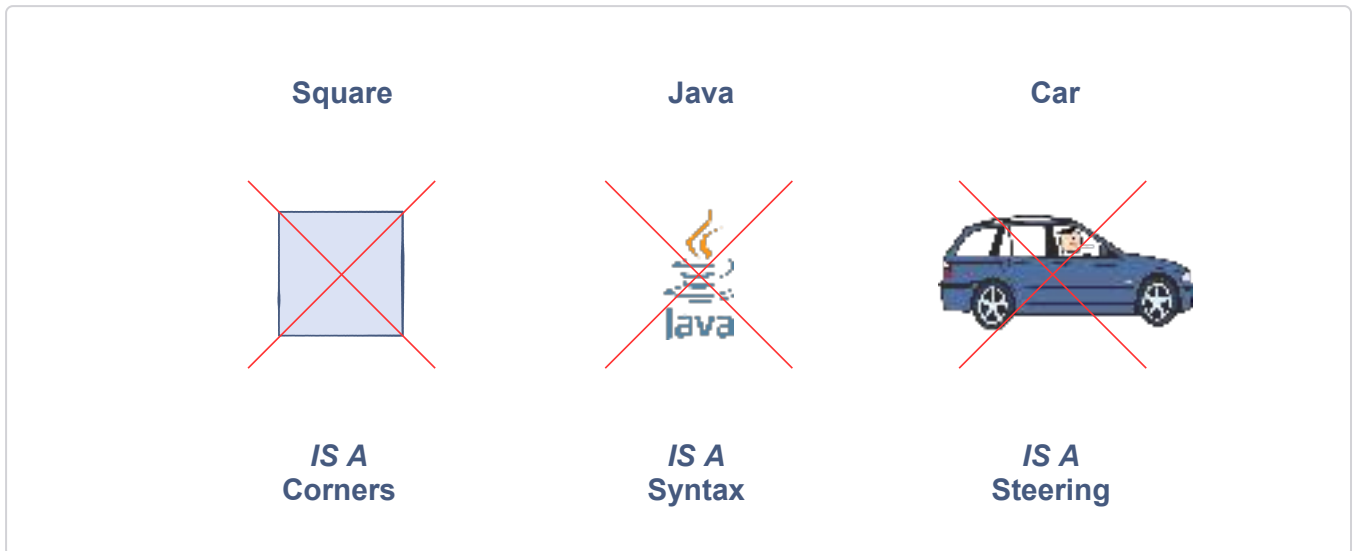 Square
Java
Car
Java
IS A
Corners
IS A
Syntax
IS A
Steering